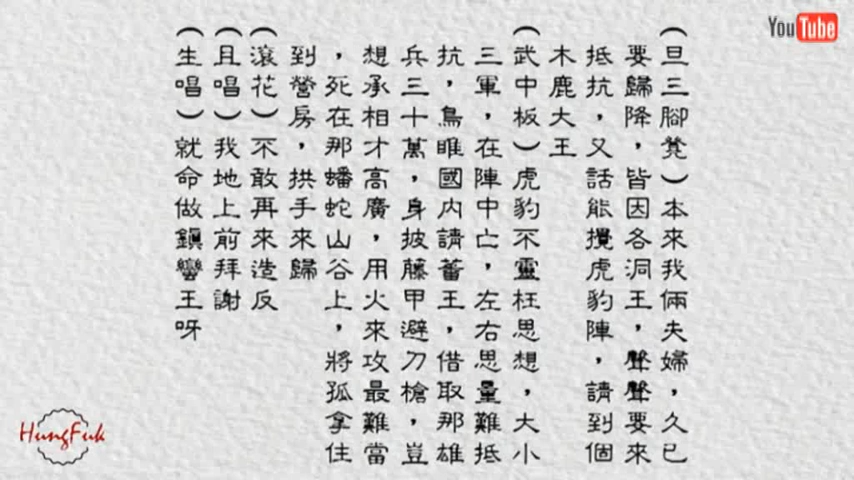 YouTube
(旦三腳凳)本來我倆夫婦，久已
要歸降，皆因各洞王，聲聲要來
抵抗，又話能攪虎豹陣，請到個
木鹿大王
(武中板)虎豹不靈枉思想，大小
三軍，在陣中亡，左右思量難抵
抗，鳥睢國內請蕃王，借取那雄
兵三十萬，身披藤甲避刀槍，豈
想承相才高廣，用火來攻最難當
，死在那蟠蛇山谷上，將孤拿住
到營房，拱手來歸
(滾花)不敢再來造反
(且唱)我地上前拜謝
(生唱)就命做鎮蠻王呀
HungFuk